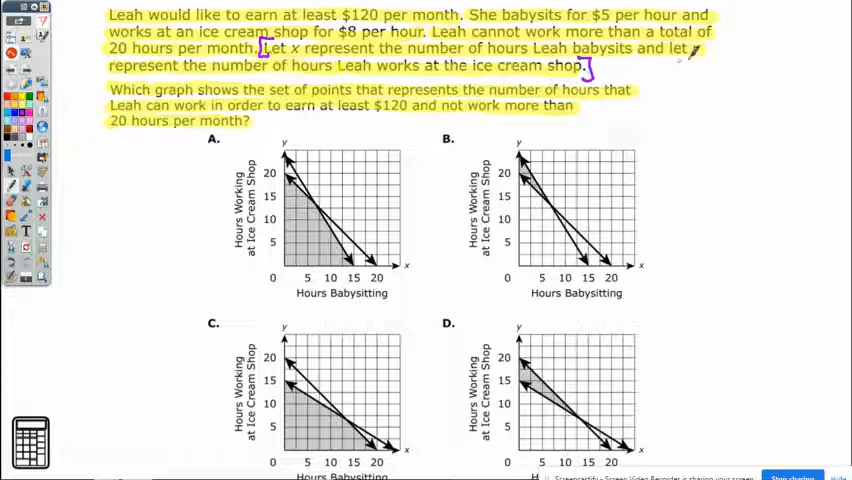 Leah would like to earn at least $120 per month. She babysits for $5 per hour and
works at an ice cream shop for $8 per hour. Leah cannot work more than a total of
20 hours per month. Let x represent the number of hours Leah babysits and let
represent the number of hours Leah works at the ice cream shop.
Which graph shows the set of points that represents the number of hours that
Leah can work in order to earn at least $120 and not work more than
20 hours per month?
A.
y
20
15
10
5
0
5 10 15 20
x
Hours Working
at Ice Cream Shop
Hours Babysitting
B.
y
20
15
10
5
0
5 10 15 20
x
Hours Working
at Ice Cream Shop
Hours Babysitting
C.
y
20
15
10
5
0
5 10 15 20
x
Hours Working
at Ice Cream Shop
Hours Babysitting
D.
y
20
15
10
5
0
5 10 15 20
x
Hours Working
at Ice Cream Shop
Screencastify - Screen Video Recorder is sharing your screen.
Stop sharing
Hide